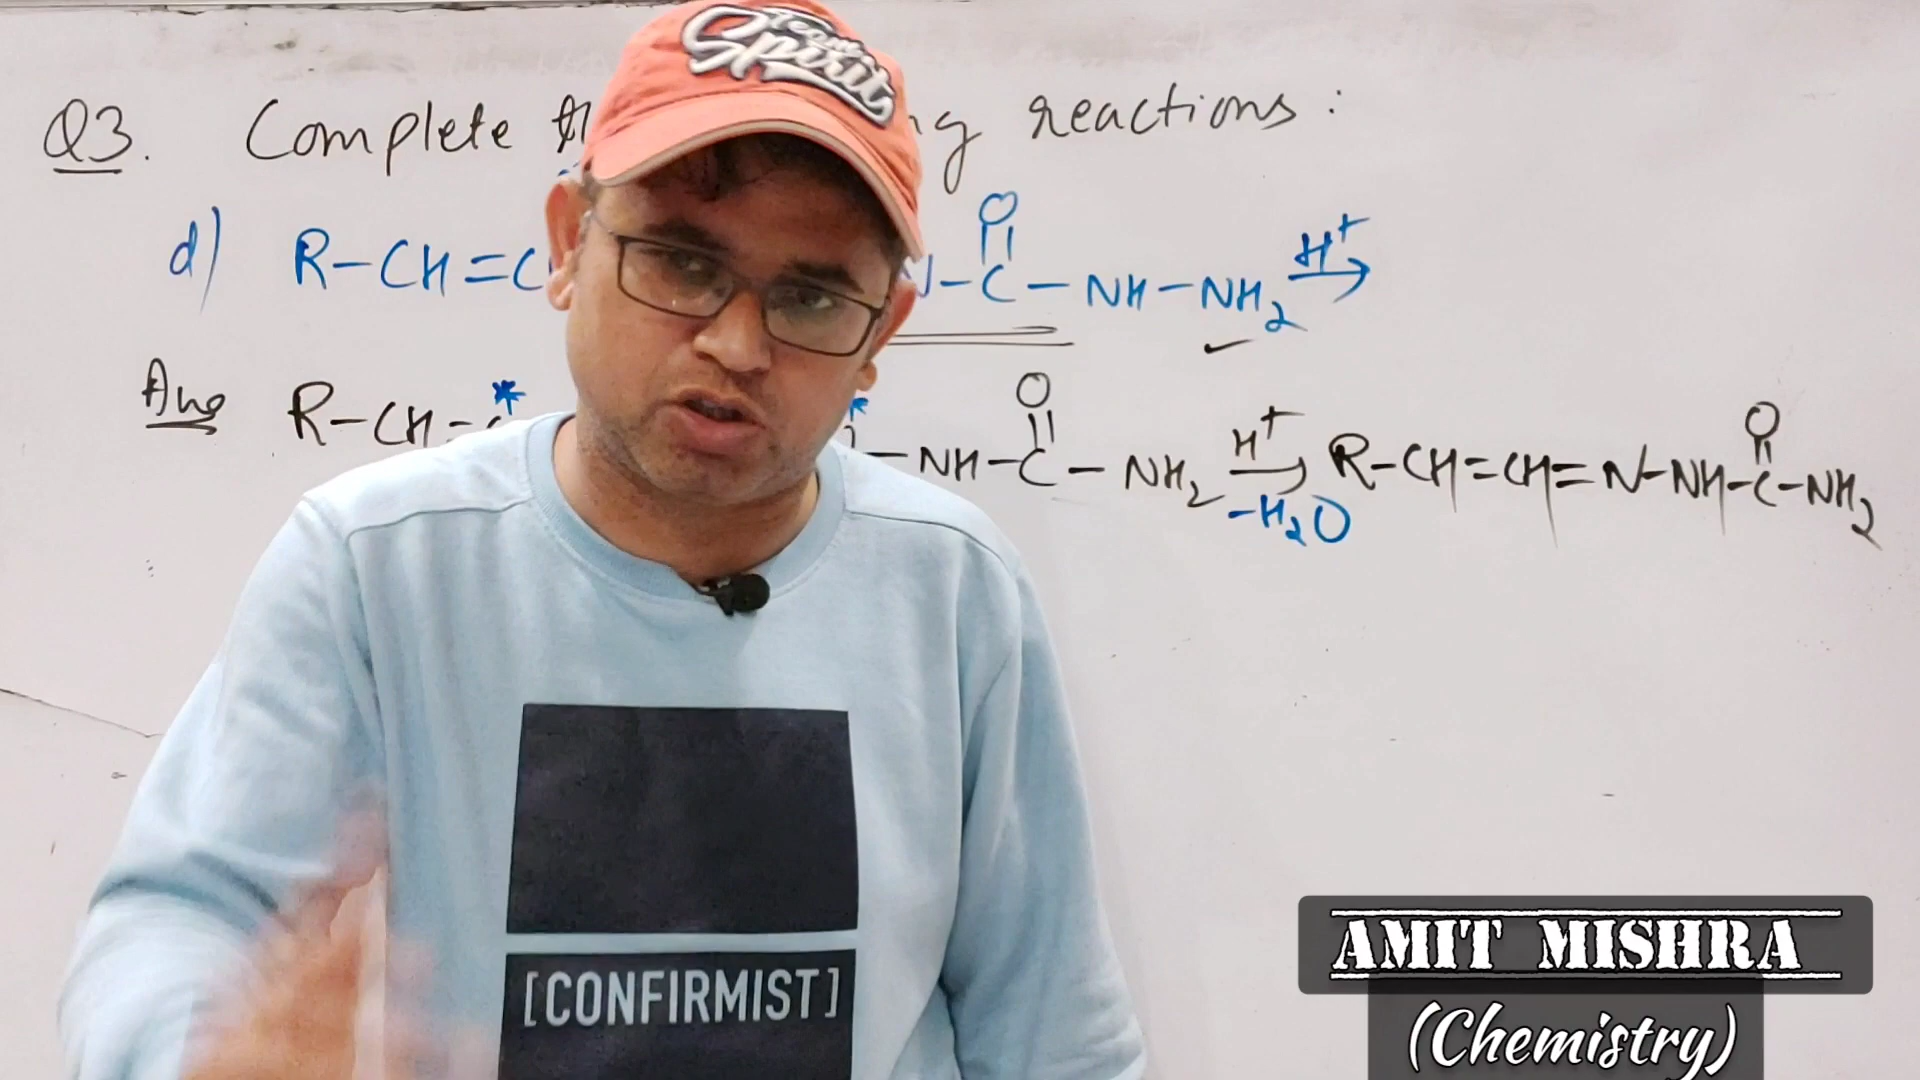 Team
Spirit
Q3. Complete reactions :
d) R-CH=C -C-NH-NH₂ H⁺→
O
||
Ans R-CH= * * -NH-C-NH₂ H⁺→ R-CH=CH=N-NH-C-NH₂
O
||
-H₂O
O
||
[CONFIRMIST]
AMIT MISHRA
(Chemistry)